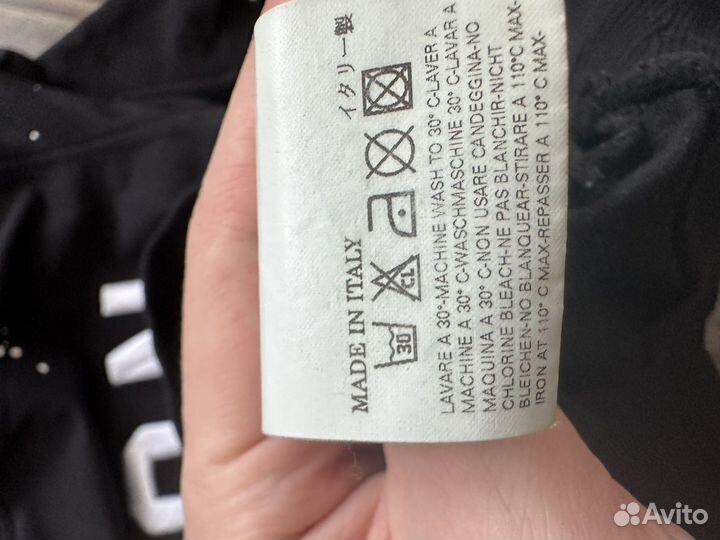 MADE IN ITALY イタリー製
30 CL
LAVARE A 30°-MACHINE WASH TO 30° C-LAVER A
MACHINE A 30° C-WASCHMASCHINE 30° C-LAVAR A
MAQUINA A 30° C-NON USARE CANDEGGINA-NO
CHLORINE BLEACH-NE PAS BLANCHIR-NICHT
BLEICHEN-NO BLANQUEAR-STIRARE A 110°C MAX-
IRON AT 110° C MAX-REPASSER A 110° C MAX-
Avito